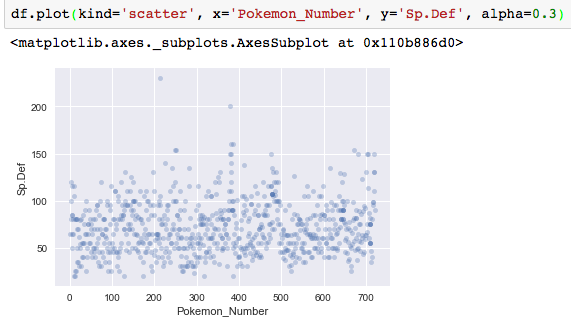 df.plot(kind='scatter', x='Pokemon_Number', y='Sp.Def', alpha=0.3)
<matplotlib.axes._subplots.AxesSubplot at 0x110b886d0>
200
150
100
50
Sp.Def
0 100 200 300 400 500 600 700
Pokemon_Number